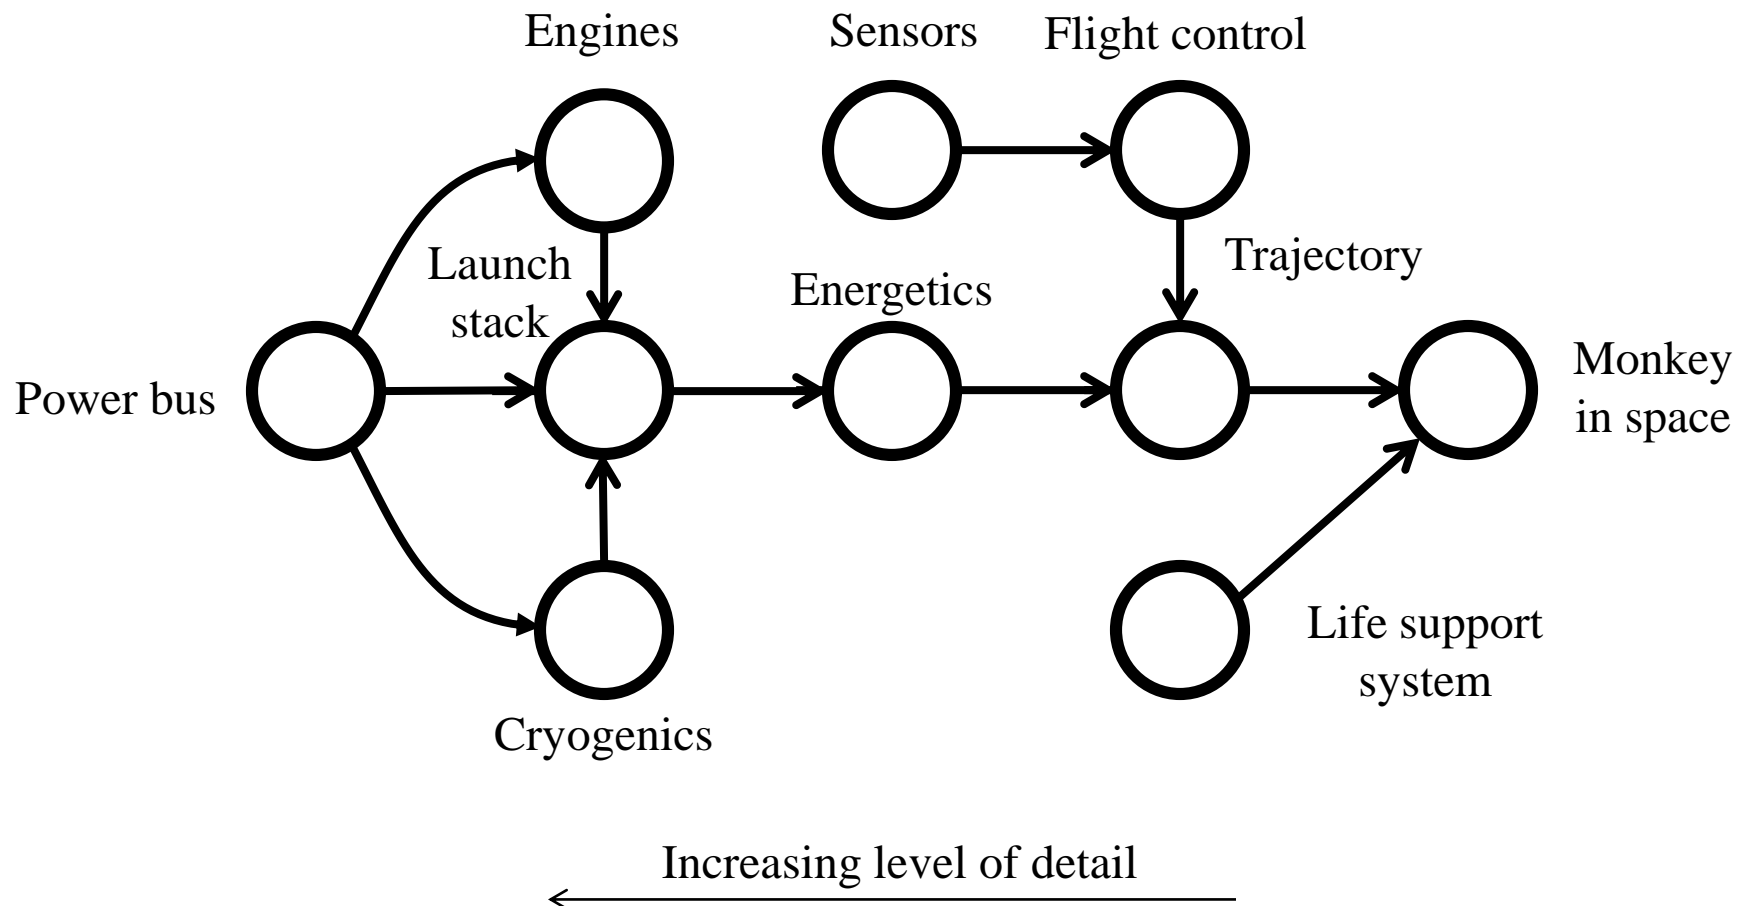 Engines
Sensors
Flight control
Launch
stack
Energetics
Trajectory
Power bus
Monkey
in space
Life support
system
Cryogenics
Increasing level of detail